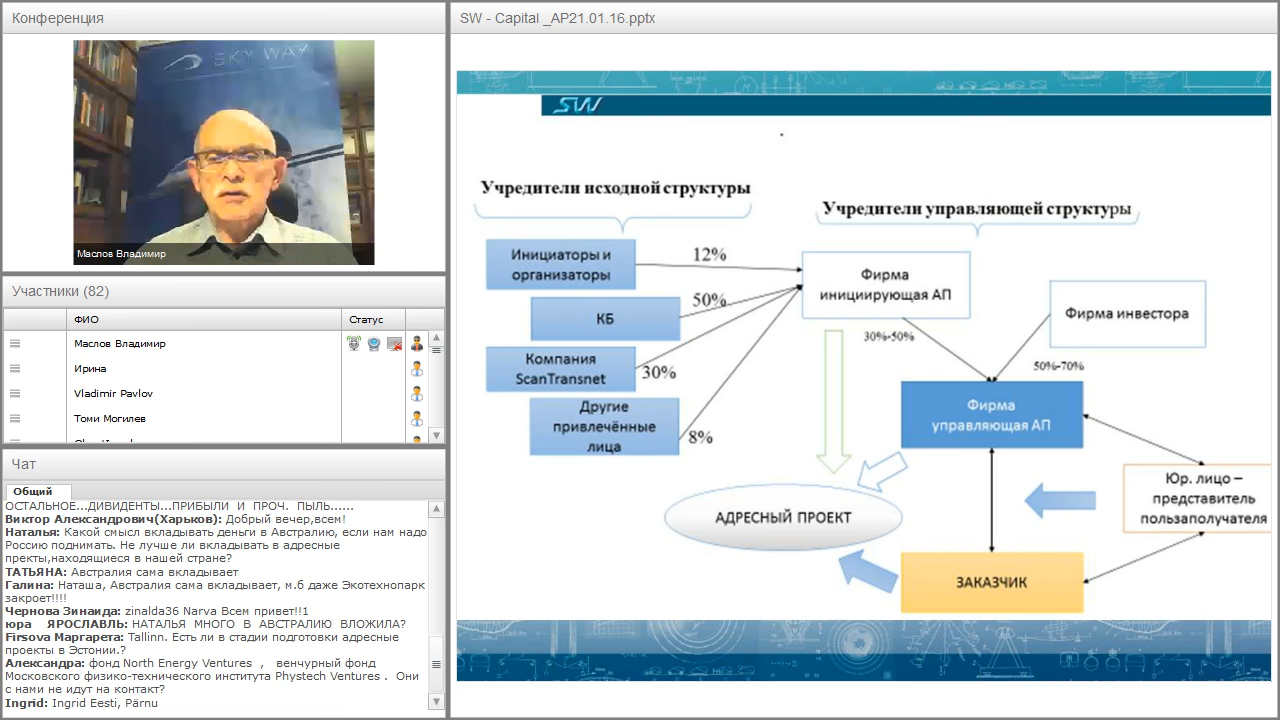 Конференция
SKY WAY
Маслов Владимир
Участники (82)
ФИО
Статус
Маслов Владимир
Ирина
Vladimir Pavlov
Томи Могилев
Чат
Общий
ОСТАЛЬНОЕ...ДИВИДЕНТЫ...ПРИБЫЛИ И ПРОЧ. ПЫЛЬ......
Виктор Александрович(Харьков): Добрый вечер,всем!
Наталья: Какой смысл вкладывать деньги в Австралию, если нам надо
Россию поднимать. Не лучше ли вкладывать в адресные
пректы,находящиеся в нашей стране?
ТАТЬЯНА: Австралия сама вкладывает
Галина: Наташа, Австралия сама вкладывает, м.б даже Экотехнопарк
закроет!!!!
Чернова Зинаида: zinalda36 Narva Всем привет!!1
юра ЯРОСЛАВЛЬ: НАТАЛЬЯ МНОГО В АВСТРАЛИЮ ВЛОЖИЛА?
Firsova Маргарета: Tallinn. Есть ли в стадии подготовки адресные
проекты в Эстонии.?
Александра: фонд North Energy Ventures , венчурный фонд
Московского физико-технического института Phystech Ventures . Они
с нами не идут на контакт?
Ingrid: Ingrid Eesti, Pärnu
SW - Capital _AP21.01.16.pptx
SW
Учредители исходной структуры
Учредители управляющей структуры
Инициаторы и
организаторы
12%
КБ
50%
Компания
ScanTransnet
30%
Другие
привлечённые
лица
8%
Фирма
инициирующая АП
30%-50%
Фирма инвестора
50%-70%
Фирма
управляющая АП
Юр. лицо –
представитель
пользаполучателя
АДРЕСНЫЙ ПРОЕКТ
ЗАКАЗЧИК